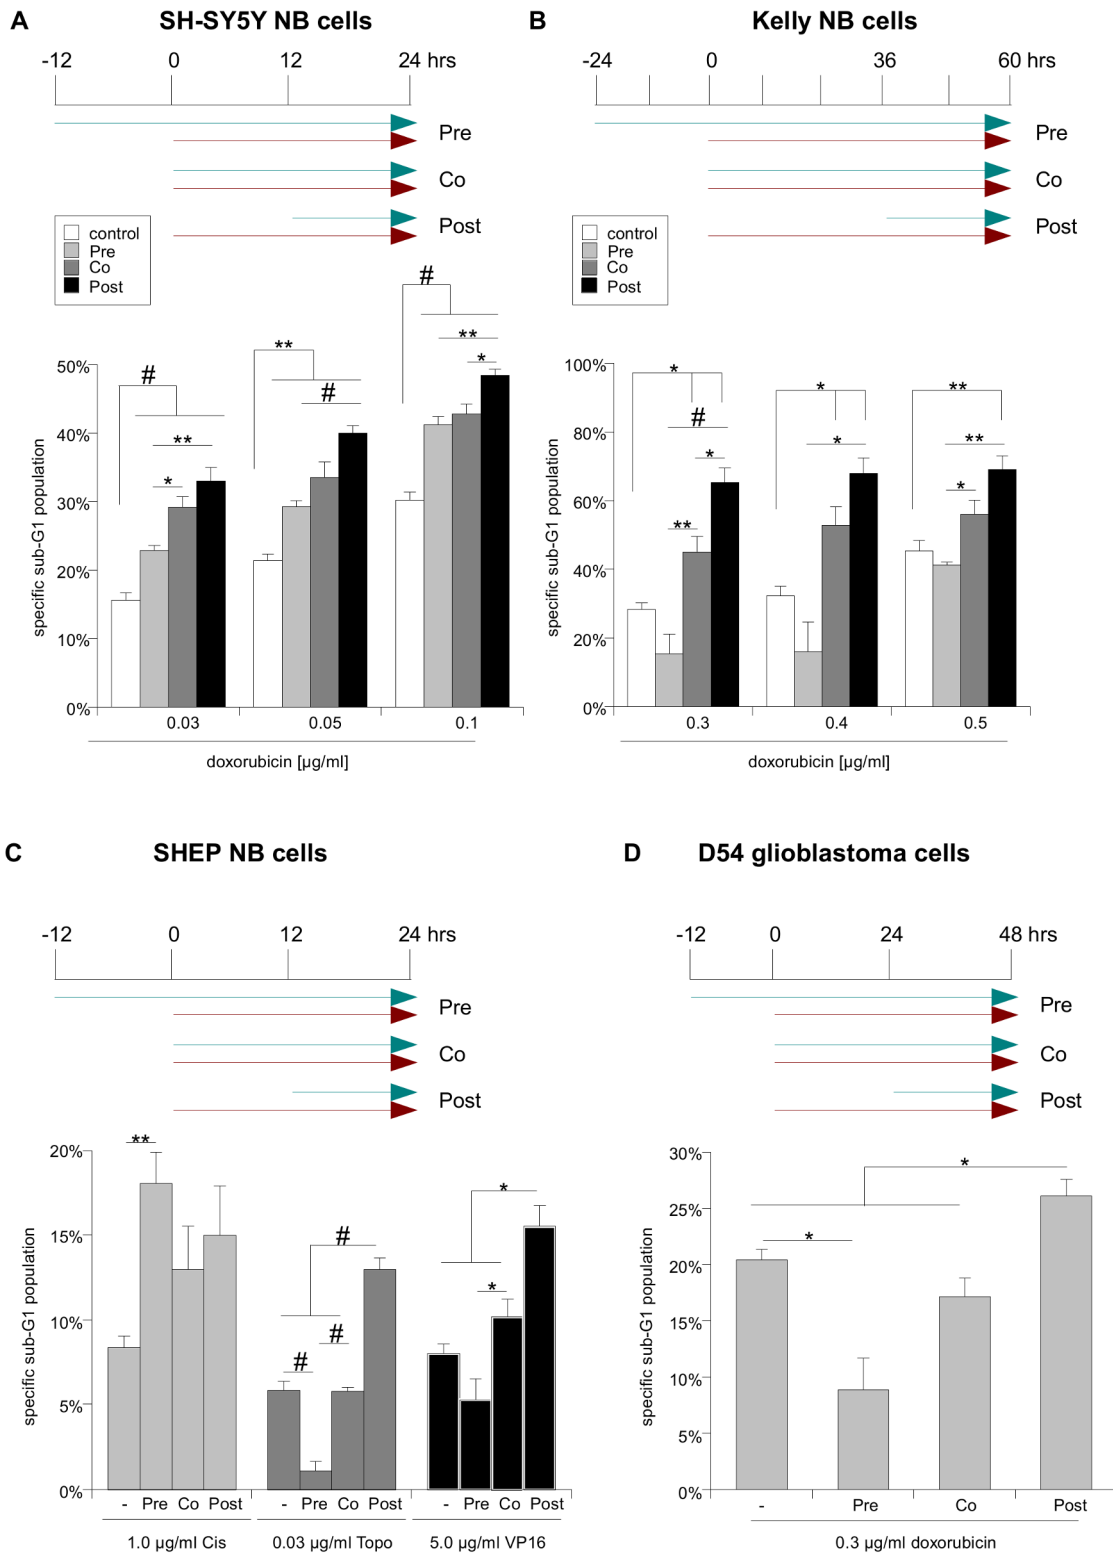 A SH-SY5Y NB cells
-12 0 12 24 hrs
Pre
Co
Post
control
Pre
Co
Post
# ** #
** # **
* *
50%
40%
30%
20%
10%
0%
specific sub-G1 population
0.03 0.05 0.1
doxorubicin [µg/ml]
B Kelly NB cells
-24 0 36 60 hrs
Pre
Co
Post
control
Pre
Co
Post
* * **
# * **
* *
**
100%
80%
60%
40%
20%
0%
specific sub-G1 population
0.3 0.4 0.5
doxorubicin [µg/ml]
C SHEP NB cells
-12 0 12 24 hrs
Pre
Co
Post
** # *
# *
#
20%
15%
10%
5%
0%
specific sub-G1 population
- Pre Co Post - Pre Co Post - Pre Co Post
1.0 µg/ml Cis 0.03 µg/ml Topo 5.0 µg/ml VP16
D D54 glioblastoma cells
-12 0 24 48 hrs
Pre
Co
Post
*
*
30%
25%
20%
15%
10%
5%
0%
specific sub-G1 population
- Pre Co Post
0.3 µg/ml doxorubicin